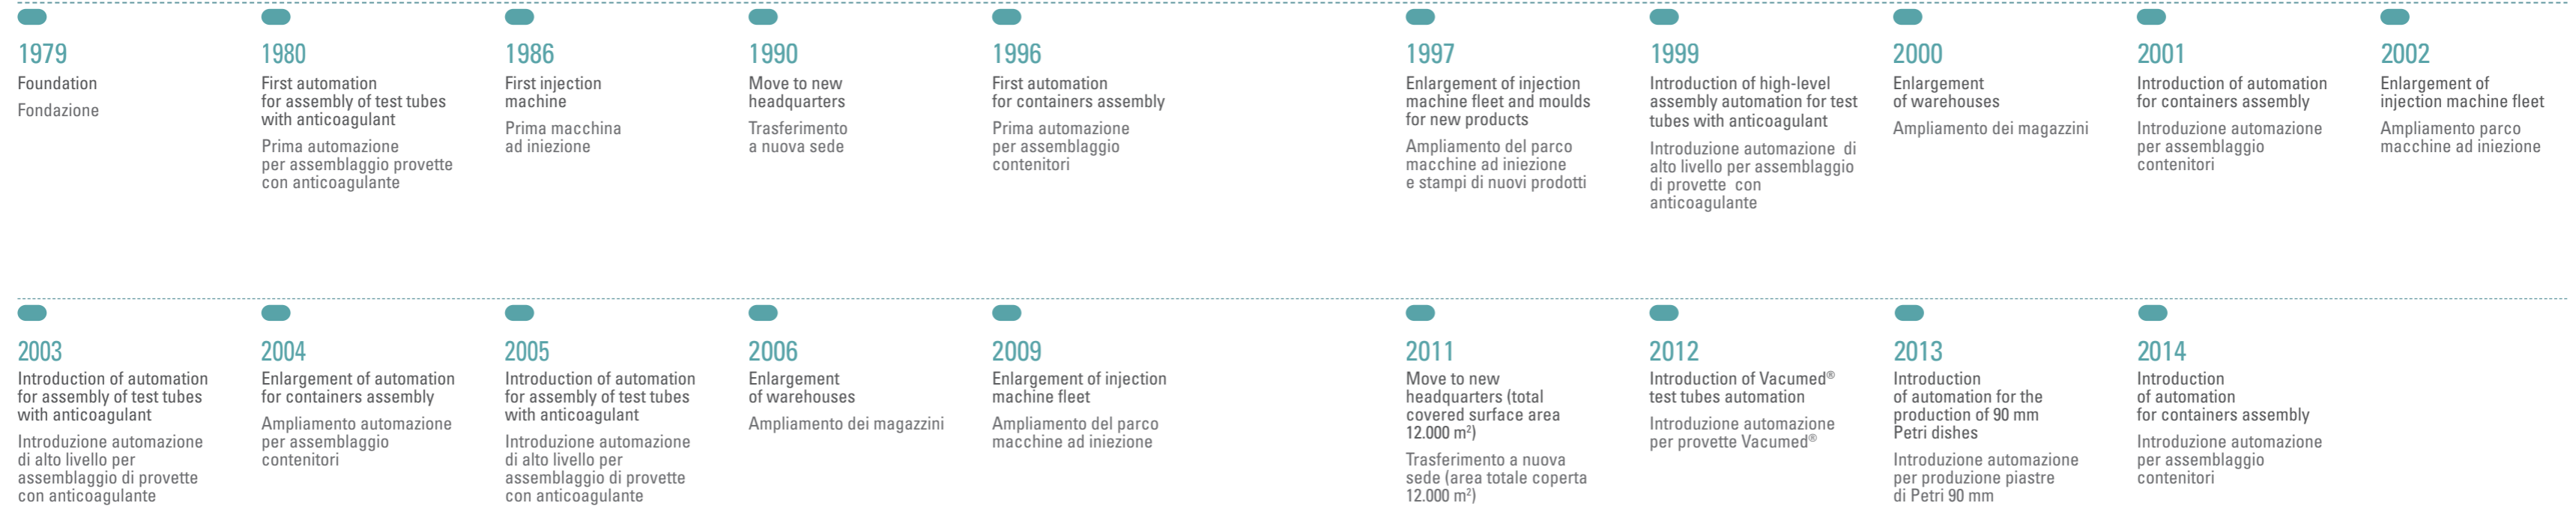 1979
Foundation
Fondazione
1980
First automation
for assembly of test tubes
with anticoagulant
Prima automazione
per assemblaggio provette
con anticoagulante
1986
First injection
machine
Prima macchina
ad iniezione
1990
Move to new
headquarters
Trasferimento
a nuova sede
1996
First automation
for containers assembly
Prima automazione
per assemblaggio
contenitori
1997
Enlargement of injection
machine fleet and moulds
for new products
Ampliamento del parco
macchine ad iniezione
e stampi di nuovi prodotti
1999
Introduction of high-level
assembly automation for test
tubes with anticoagulant
Introduzione automazione di
alto livello per assemblaggio
di provette con
anticoagulante
2000
Enlargement
of warehouses
Ampliamento dei magazzini
2001
Introduction of automation
for containers assembly
Introduzione automazione
per assemblaggio
contenitori
2002
Enlargement of
injection machine fleet
Ampliamento parco
macchine ad iniezione
2003
Introduction of automation
for assembly of test tubes
with anticoagulant
Introduzione automazione
di alto livello per
assemblaggio di provette
con anticoagulante
2004
Enlargement of automation
for containers assembly
Ampliamento automazione
per assemblaggio
contenitori
2005
Introduction of automation
for assembly of test tubes
with anticoagulant
Introduzione automazione
di alto livello per
assemblaggio di provette
con anticoagulante
2006
Enlargement
of warehouses
Ampliamento dei magazzini
2009
Enlargement of injection
machine fleet
Ampliamento del parco
macchine ad iniezione
2011
Move to new
headquarters (total
covered surface area
12.000 m²)
Trasferimento a nuova
sede (area totale coperta
12.000 m²)
2012
Introduction of Vacumed®
test tubes automation
Introduzione automazione
per provette Vacumed®
2013
Introduction
of automation for the
production of 90 mm
Petri dishes
Introduzione automazione
per produzione piastre
di Petri 90 mm
2014
Introduction
of automation
for containers assembly
Introduzione automazione
per assemblaggio
contenitori